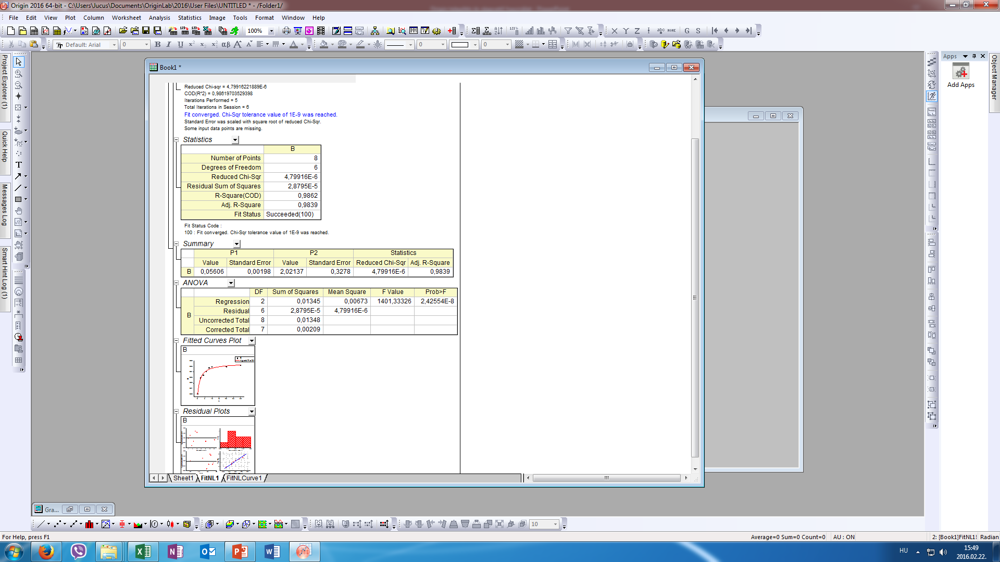 Origin 2016 64-bit - C:\Users\Jucus\Documents\OriginLab\2016\User Files\UNTITLED * - /Folder1/
File Edit View Plot Column Worksheet Analysis Statistics Image Tools Format Window Help
100%
Default: Arial 0 0 0
Project Explorer (1)
Quick Help
Messages Log
Smart Hint Log (1)
Apps
Add Apps
Object Manager
Book1 *
Reduced Chi-sqr = 4,79916221889E-6
COD(R^2) = 0,98619703529398
Iterations Performed = 5
Total Iterations in Session = 6
Fit converged. Chi-Sqr tolerance value of 1E-9 was reached.
Standard Error was scaled with square root of reduced Chi-Sqr.
Some input data points are missing.
Statistics
B
Number of Points 8
Degrees of Freedom 6
Reduced Chi-Sqr 4,79916E-6
Residual Sum of Squares 2,8795E-5
R-Square(COD) 0,9862
Adj. R-Square 0,9839
Fit Status Succeeded(100)
Fit Status Code :
100 : Fit converged. Chi-Sqr tolerance value of 1E-9 was reached.
Summary
P1 P2 Statistics
Value Standard Error Value Standard Error Reduced Chi-Sqr Adj. R-Square
B 0,05606 0,00198 2,02137 0,3278 4,79916E-6 0,9839
ANOVA
DF Sum of Squares Mean Square F Value Prob>F
B
Regression 2 0,01345 0,00673 1401,33326 2,42554E-8
Residual 6 2,8795E-5 4,79916E-6
Uncorrected Total 8 0,01348
Corrected Total 7 0,00209
Fitted Curves Plot
B
Residual Plots
B
Sheet1 FitNL1 FitNLCurve1
Gra...
10
For Help, press F1
Average=0 Sum=0 Count=0 AU : ON 2: [Book1]FitNL1! Radian
HU
15:49
2016.02.22.